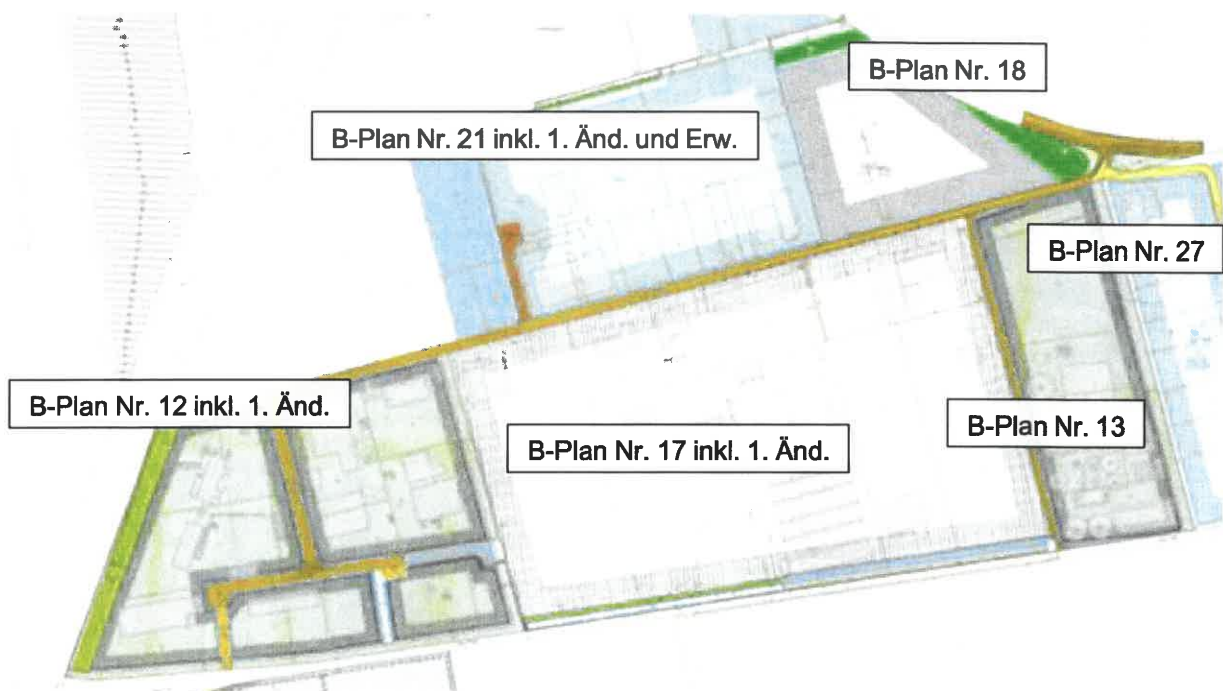 B-Plan Nr. 18
B-Plan Nr. 21 inkl. 1. Änd. und Erw.
B-Plan Nr. 27
B-Plan Nr. 12 inkl. 1. Änd.
B-Plan Nr. 13
B-Plan Nr. 17 inkl. 1. Änd.